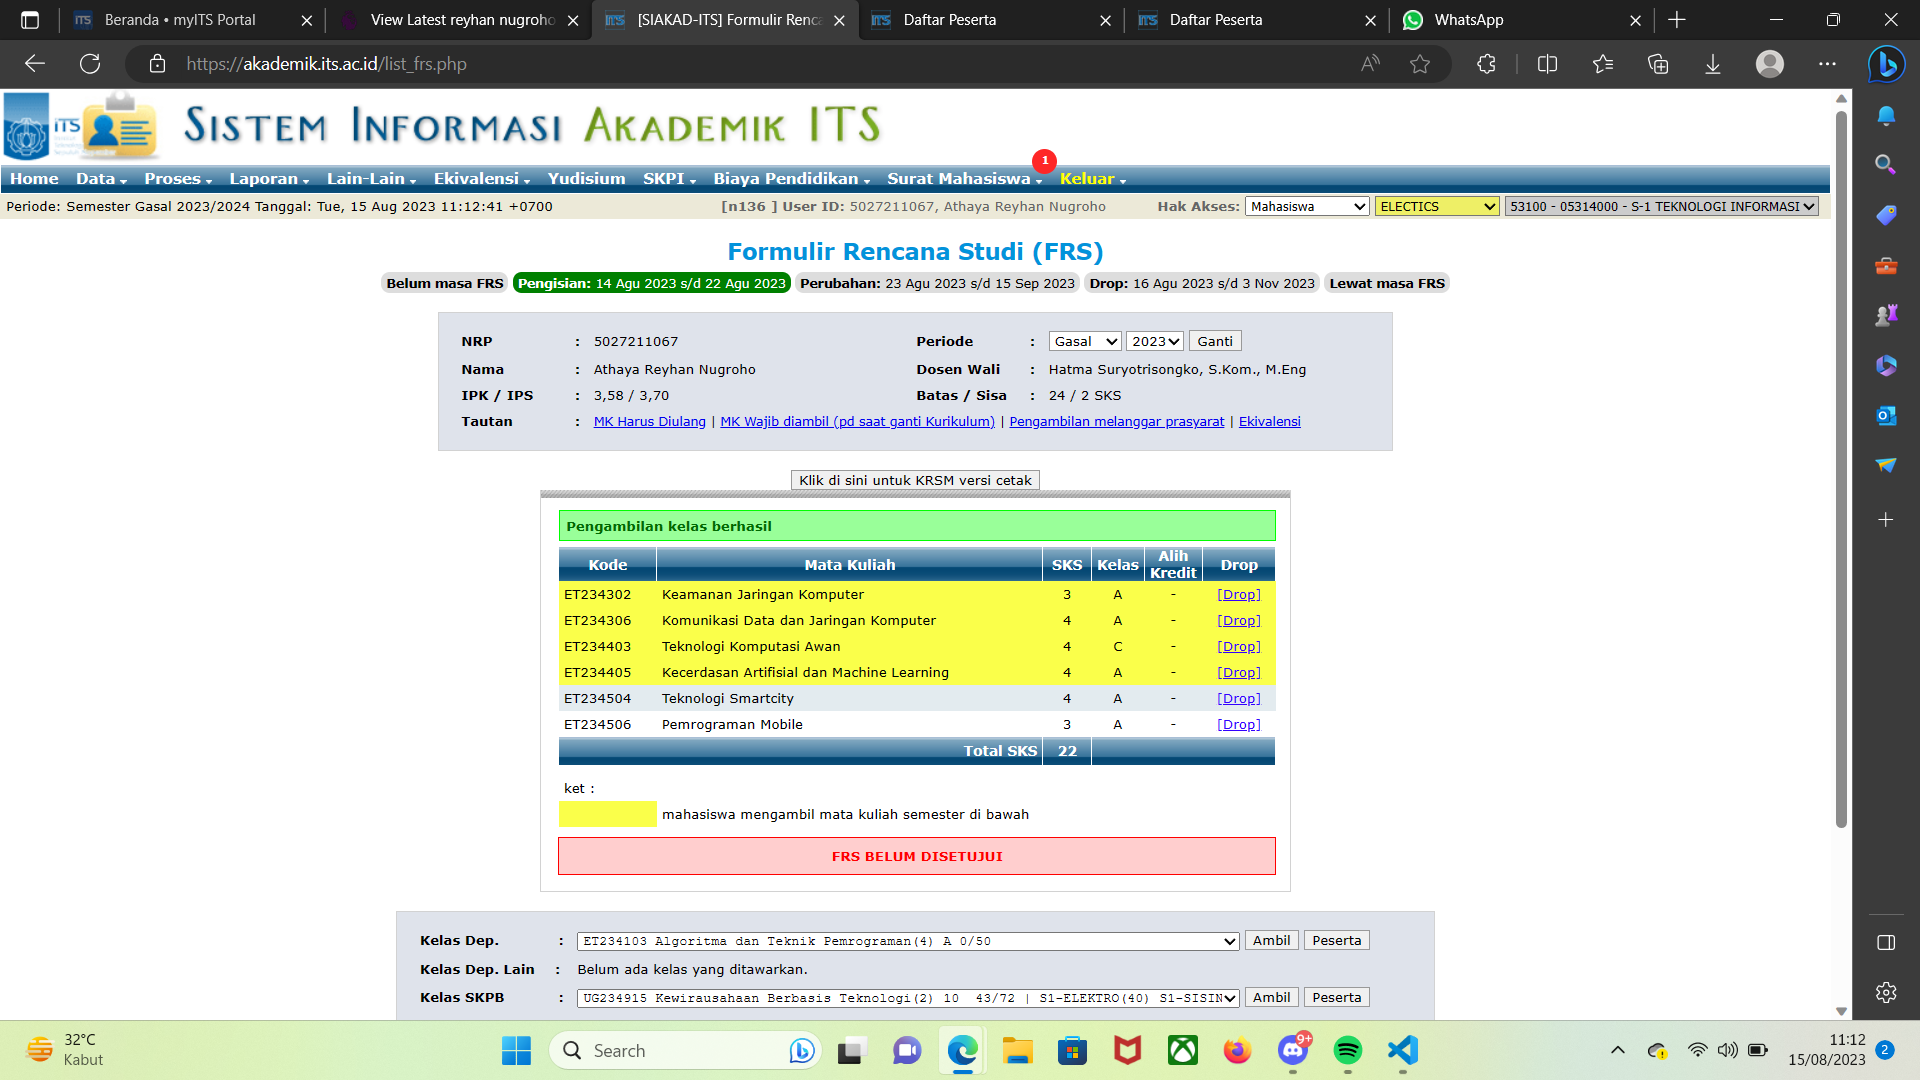 Beranda • myITS Portal
View Latest reyhan nugroho
[SIAKAD-ITS] Formulir Renca
Daftar Peserta
Daftar Peserta
WhatsApp
https://akademik.its.ac.id/list_frs.php
ITS
SISTEM INFORMASI AKADEMIK ITS
1
Home Data Proses Laporan Lain-Lain Ekivalensi Yudisium SKPI Biaya Pendidikan Surat Mahasiswa Keluar
Periode: Semester Gasal 2023/2024 Tanggal: Tue, 15 Aug 2023 11:12:41 +0700 [n136 ] User ID: 5027211067, Athaya Reyhan Nugroho Hak Akses: Mahasiswa ELECTICS 53100 - 05314000 - S-1 TEKNOLOGI INFORMASI
Formulir Rencana Studi (FRS)
Belum masa FRS Pengisian: 14 Agu 2023 s/d 22 Agu 2023 Perubahan: 23 Agu 2023 s/d 15 Sep 2023 Drop: 16 Agu 2023 s/d 3 Nov 2023 Lewat masa FRS
NRP : 5027211067 Periode : Gasal 2023 Ganti
Nama : Athaya Reyhan Nugroho Dosen Wali : Hatma Suryotrisongko, S.Kom., M.Eng
IPK / IPS : 3,58 / 3,70 Batas / Sisa : 24 / 2 SKS
Tautan : MK Harus Diulang | MK Wajib diambil (pd saat ganti Kurikulum) | Pengambilan melanggar prasyarat | Ekivalensi
Klik di sini untuk KRSM versi cetak
Pengambilan kelas berhasil
Kode Mata Kuliah SKS Kelas Alih Kredit Drop
ET234302 Keamanan Jaringan Komputer 3 A - [Drop]
ET234306 Komunikasi Data dan Jaringan Komputer 4 A - [Drop]
ET234403 Teknologi Komputasi Awan 4 C - [Drop]
ET234405 Kecerdasan Artifisial dan Machine Learning 4 A - [Drop]
ET234504 Teknologi Smartcity 4 A - [Drop]
ET234506 Pemrograman Mobile 3 A - [Drop]
Total SKS 22
ket :
mahasiswa mengambil mata kuliah semester di bawah
FRS BELUM DISETUJUI
Kelas Dep. : ET234103 Algoritma dan Teknik Pemrograman(4) A 0/50 Ambil Peserta
Kelas Dep. Lain : Belum ada kelas yang ditawarkan.
Kelas SKPB : UG234915 Kewirausahaan Berbasis Teknologi(2) 10 43/72 | S1-ELEKTRO(40) S1-SISIN Ambil Peserta
32°C
Kabut
Search
9+
11:12
15/08/2023
2